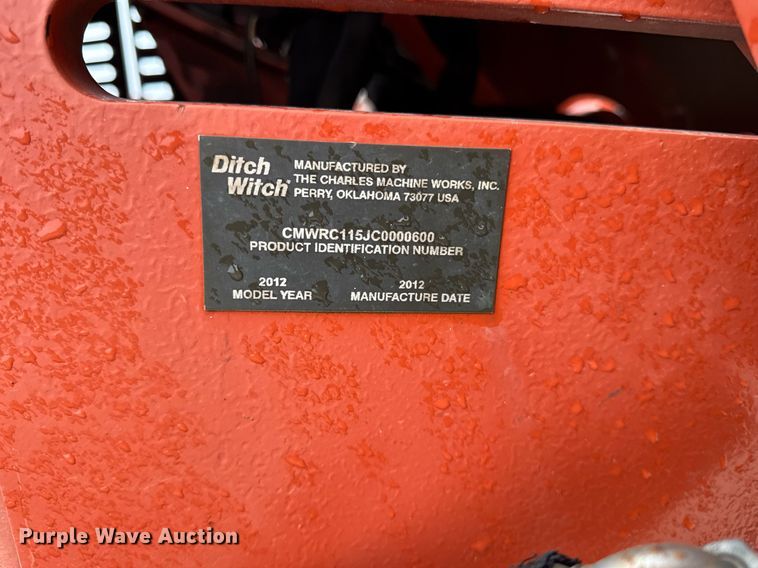 Ditch
Witch®
MANUFACTURED BY
THE CHARLES MACHINE WORKS, INC.
PERRY, OKLAHOMA 73077 USA
CMWRC115JC0000600
PRODUCT IDENTIFICATION NUMBER
2012
MODEL YEAR
2012
MANUFACTURE DATE
Purple Wave Auction®